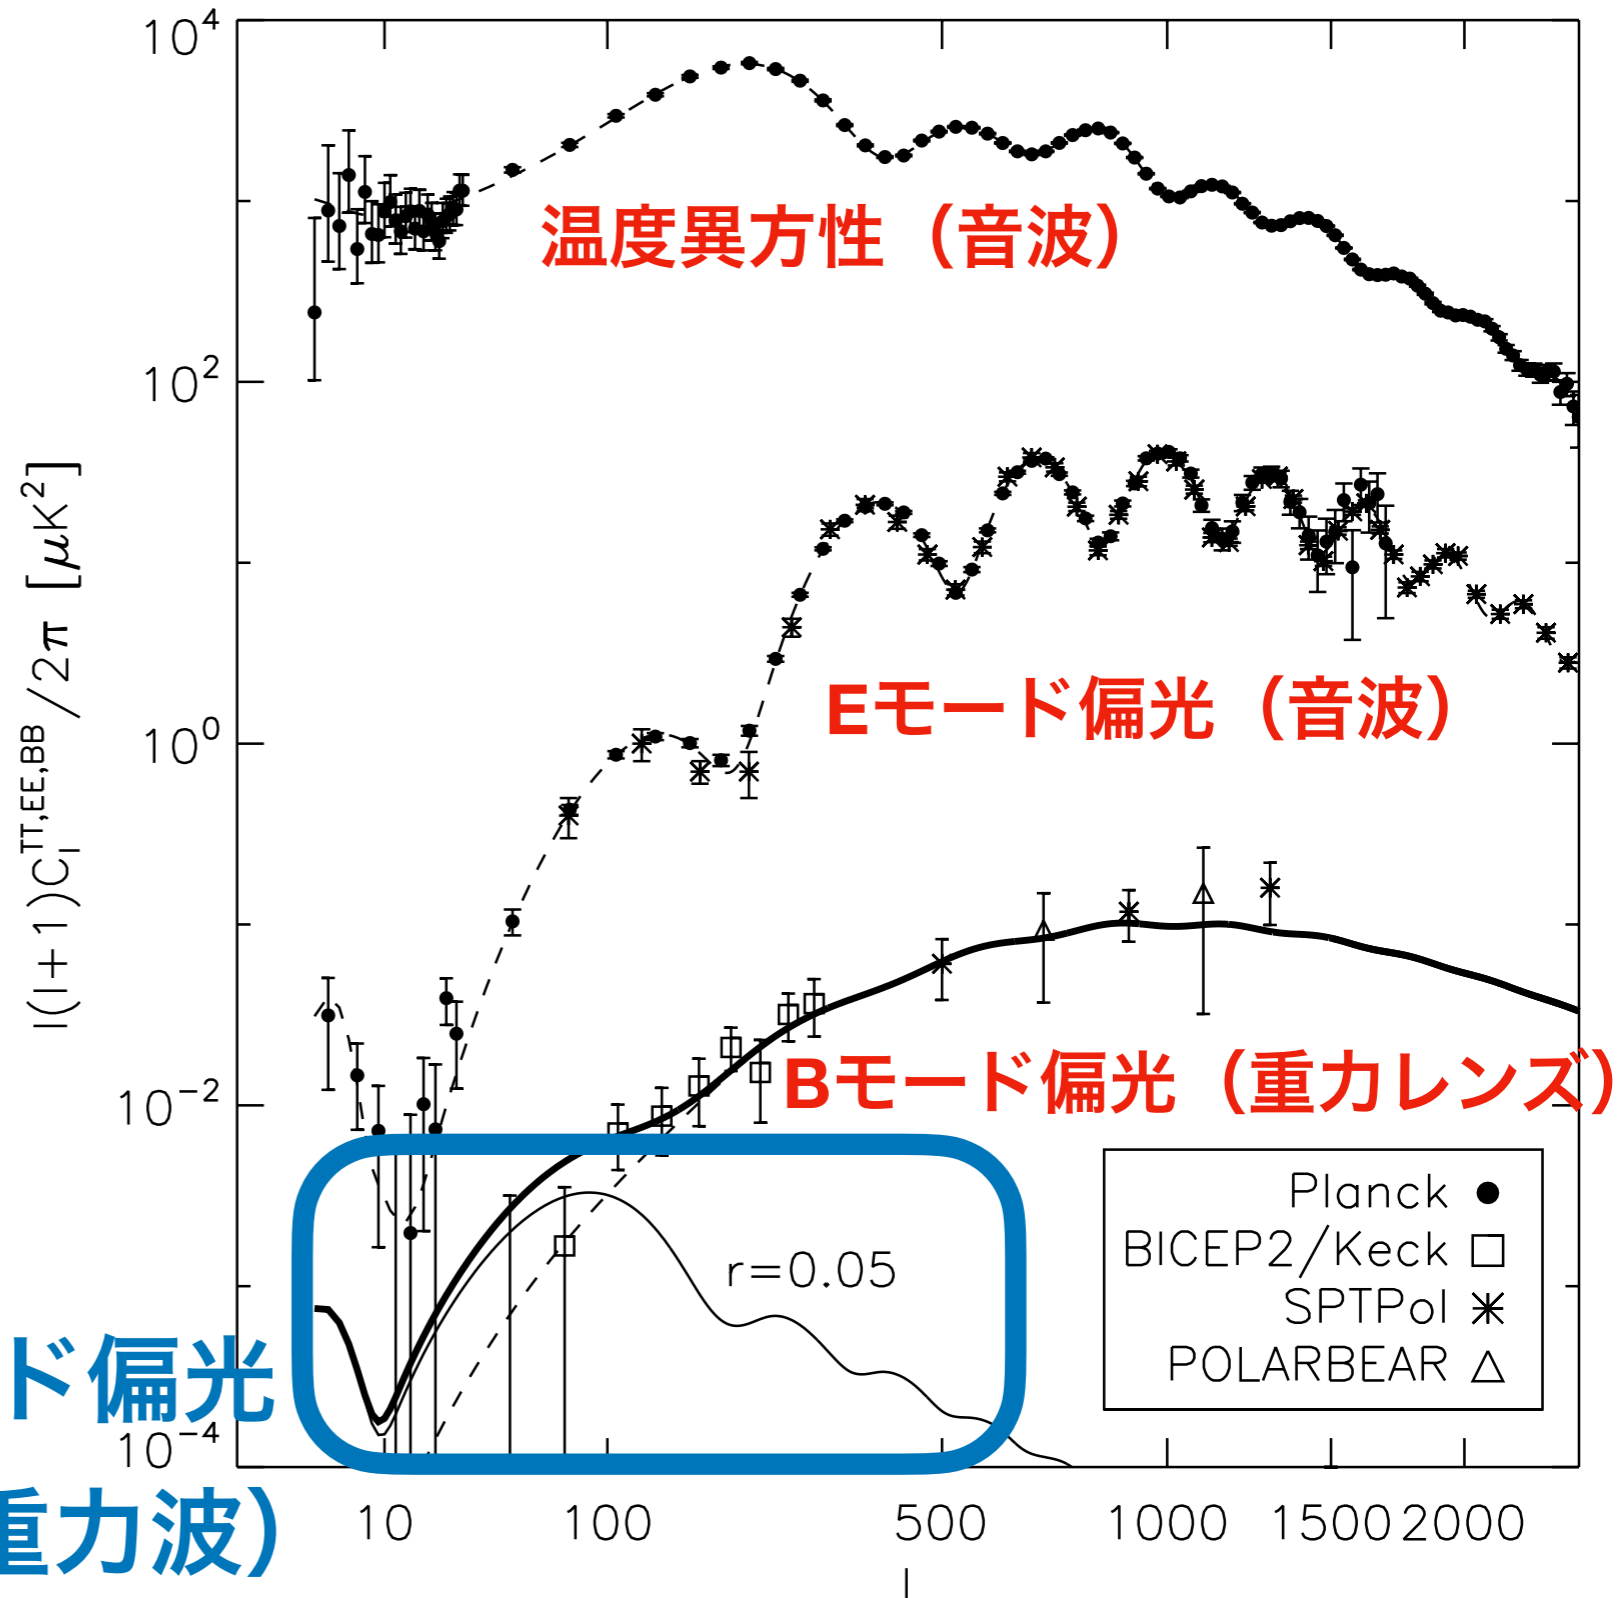 10^4
温度異方性（音波）
10^2
l(l+1)C_l^{TT,EE,BB}/2π [μK^2]
Eモード偏光（音波）
10^0
Bモード偏光（重力レンズ）
10^-2
Planck
BICEP2/Keck
r=0.05
SPTPol
POLARBEAR
ド偏光
10^-4
重力波）
10 100 500 1000 1500 2000
l